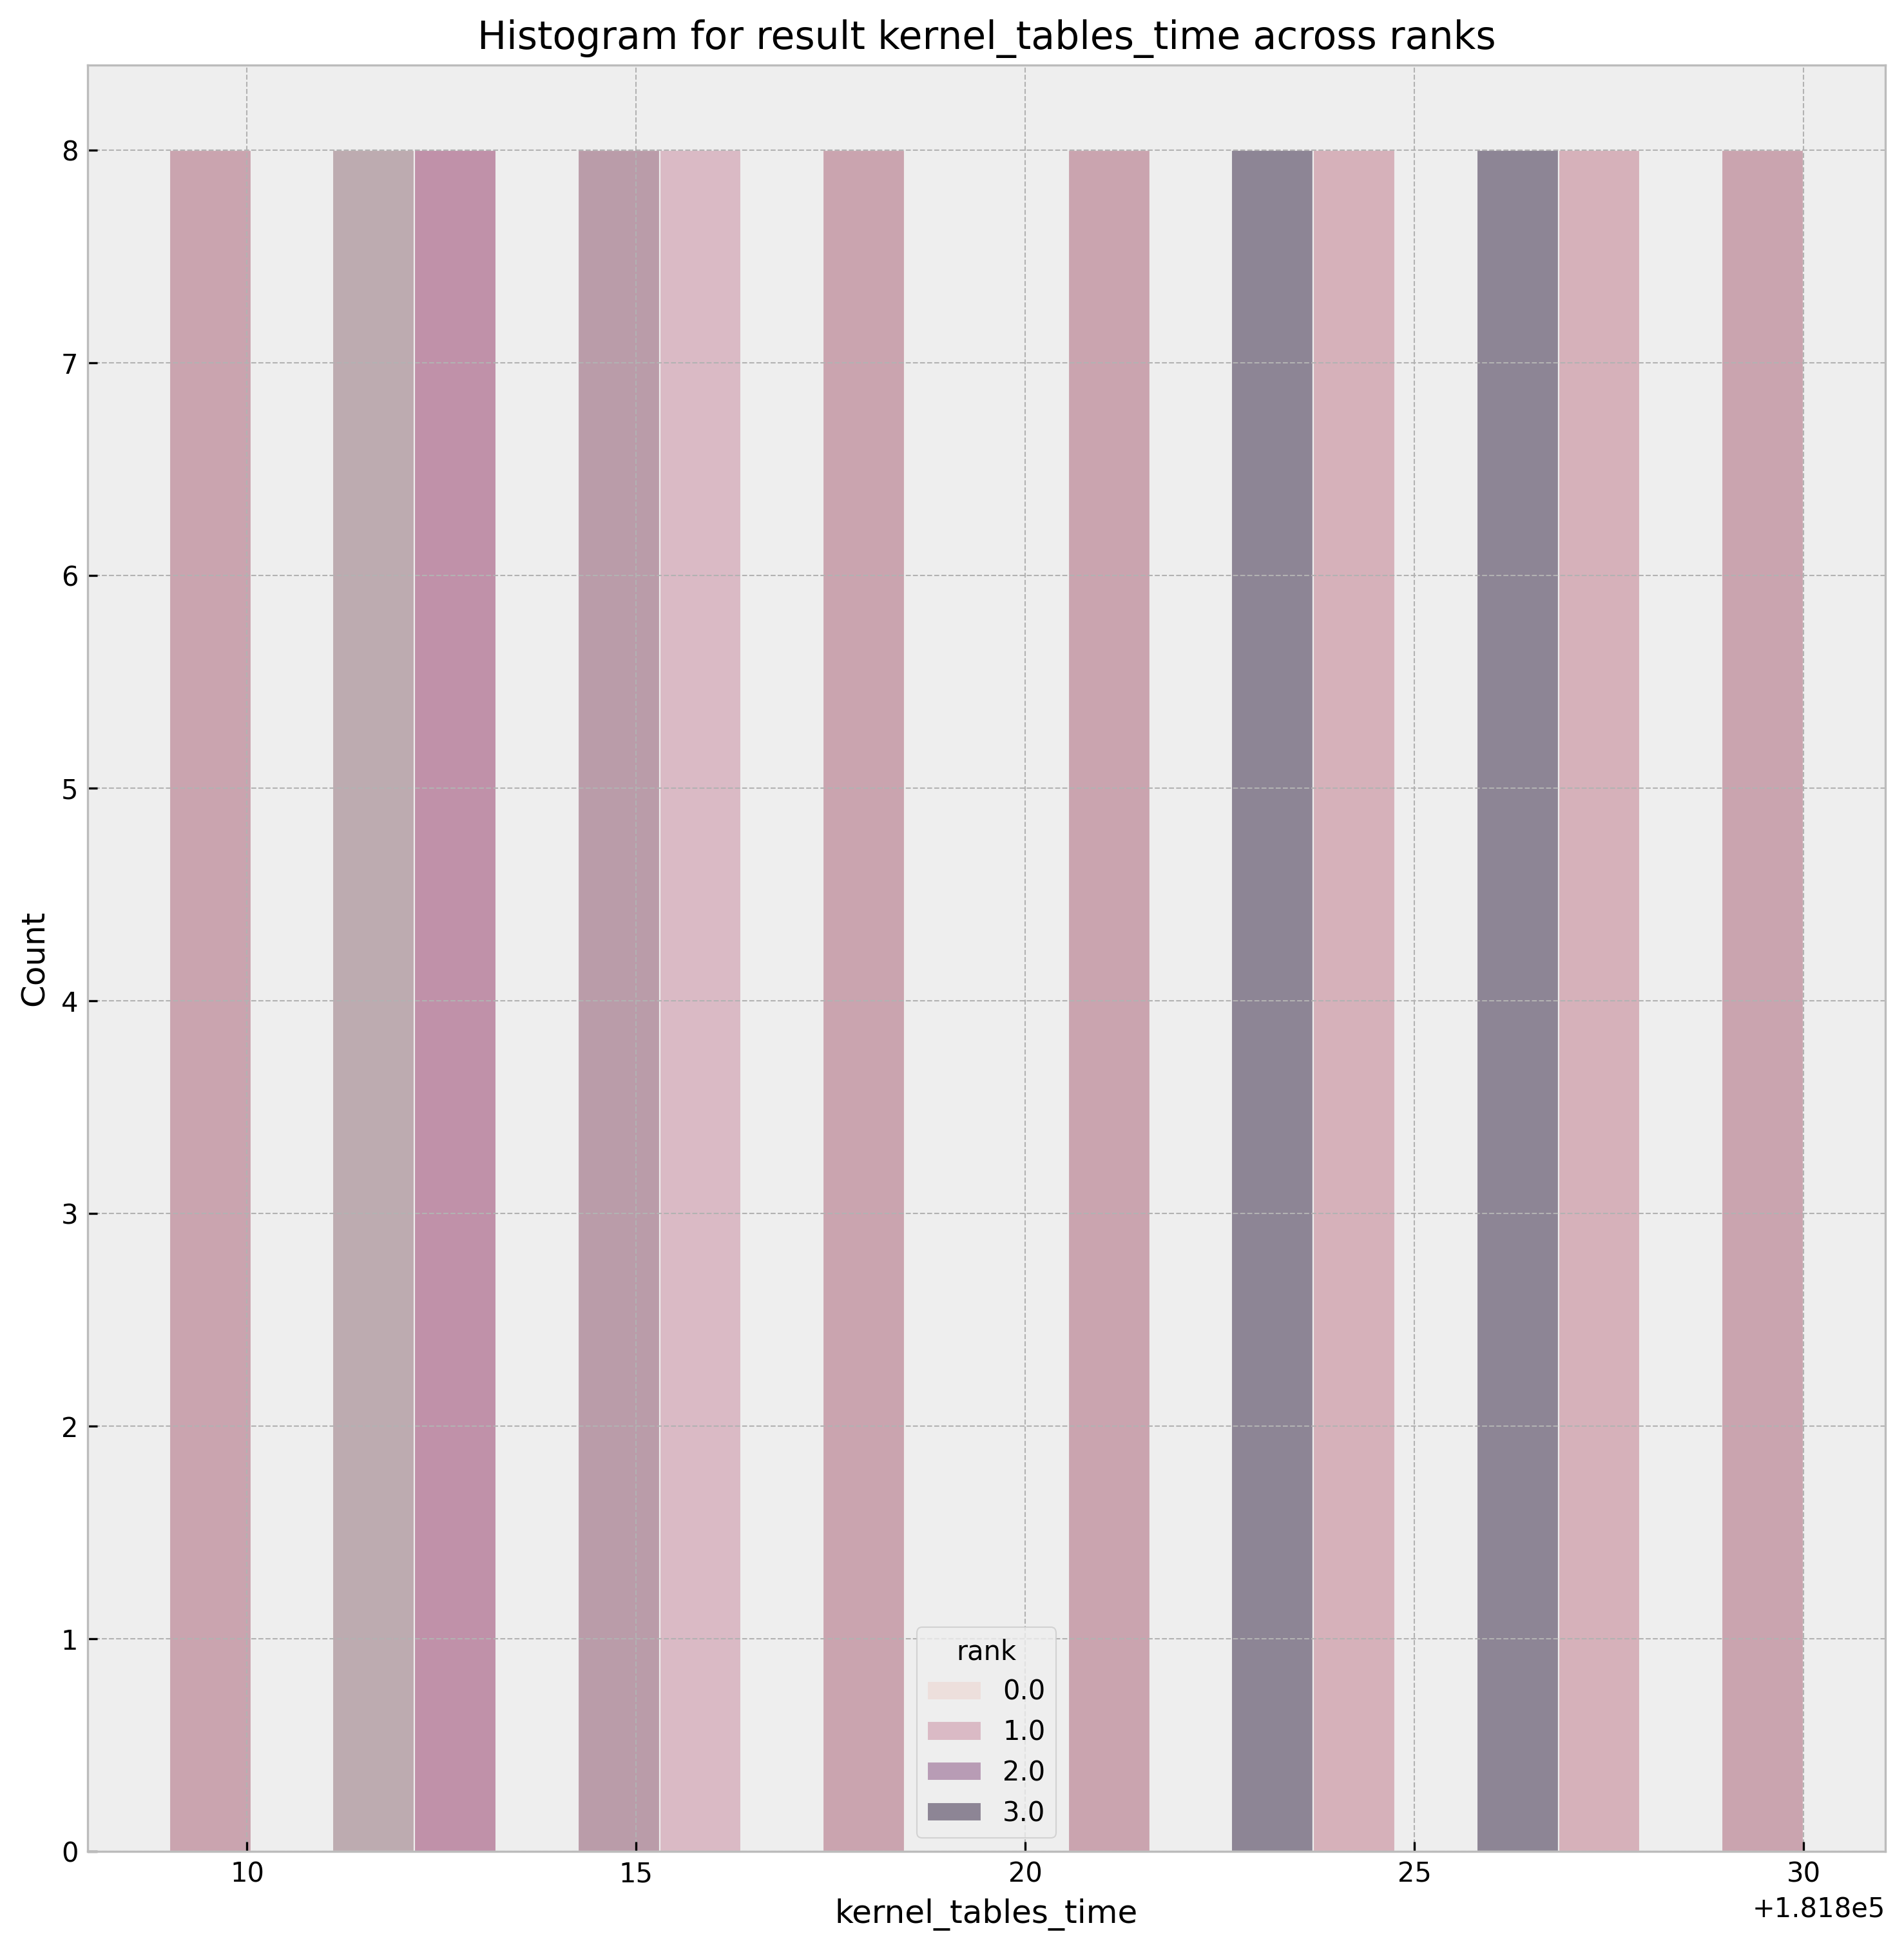 Histogram for result kernel_tables_time across ranks
8
7
6
5
4
3
2
1
0
Count
rank
0.0
1.0
2.0
3.0
10 15 20 25 30
+1.818e5
kernel_tables_time